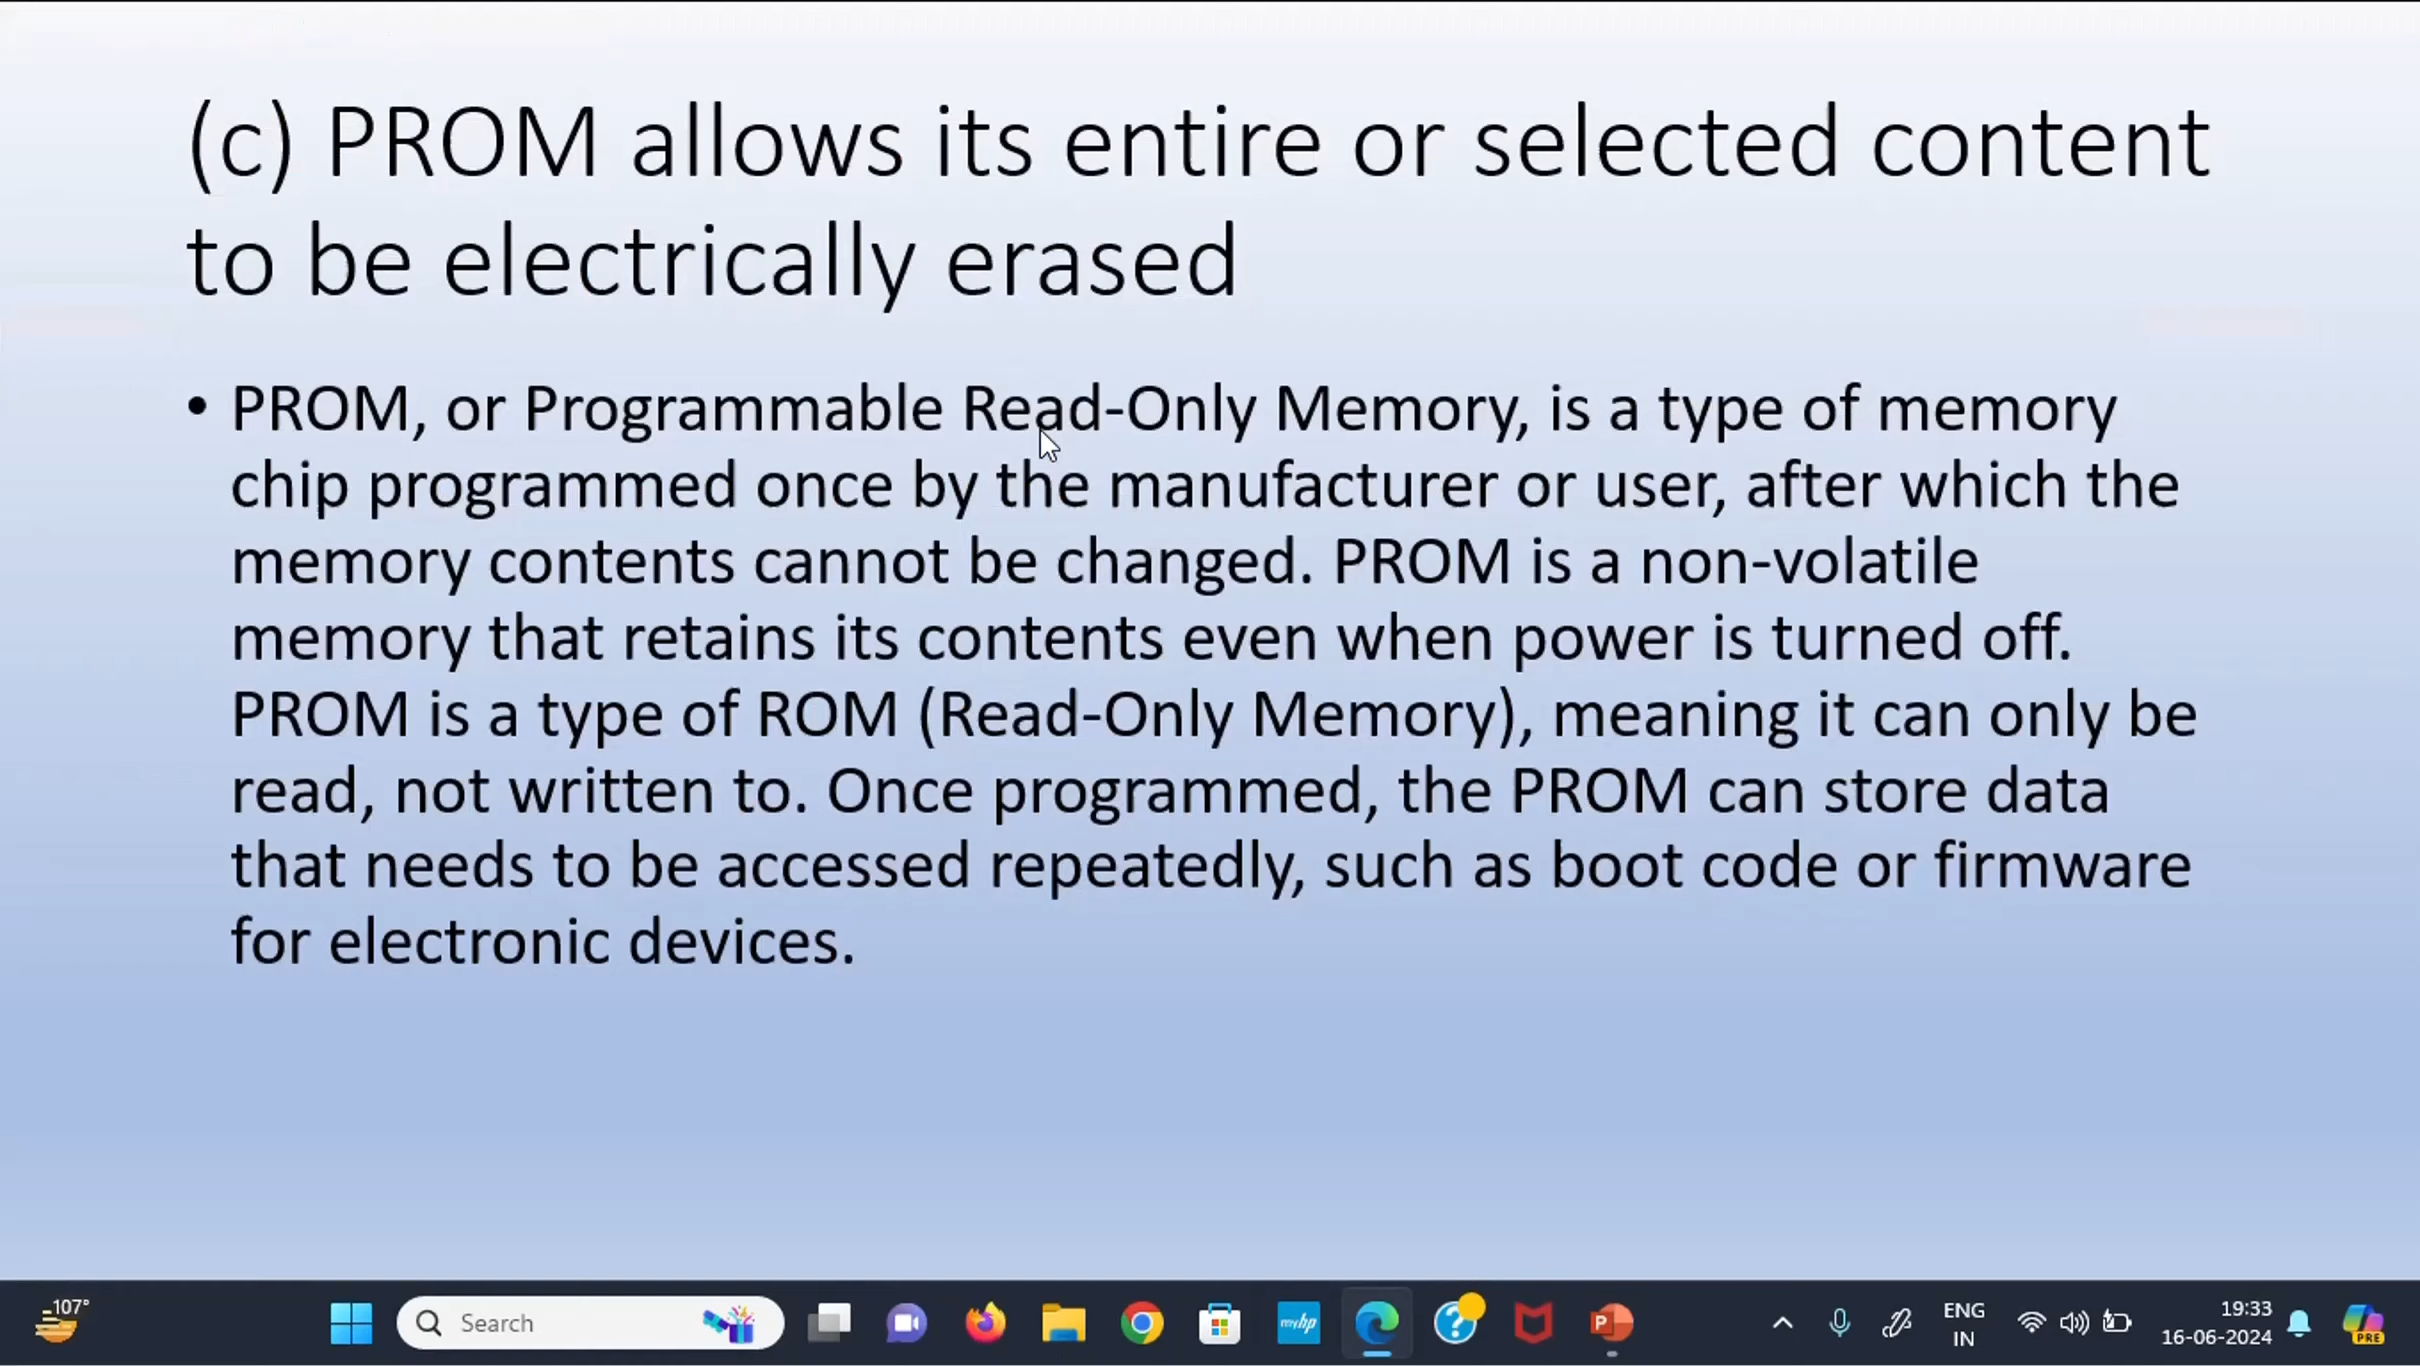 (c) PROM allows its entire or selected content
to be electrically erased
• PROM, or Programmable Read-Only Memory, is a type of memory
chip programmed once by the manufacturer or user, after which the
memory contents cannot be changed. PROM is a non-volatile
memory that retains its contents even when power is turned off.
PROM is a type of ROM (Read-Only Memory), meaning it can only be
read, not written to. Once programmed, the PROM can store data
that needs to be accessed repeatedly, such as boot code or firmware
for electronic devices.
107°
Search
myhp
ENG
IN
19:33
16-06-2024
PRE